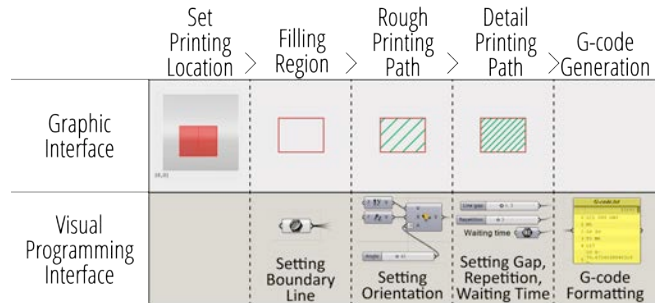 Set
Printing
Location
>
Filling
Region
>
Rough
Printing
Path
>
Detail
Printing
Path
>
G-code
Generation
Graphic
Interface
Visual
Programming
Interface
Setting
Boundary
Line
Angle
Setting
Orientation
Line gap
Repetition
Waiting time
Setting Gap,
Repetition,
Waiting Time
G-code
Formatting